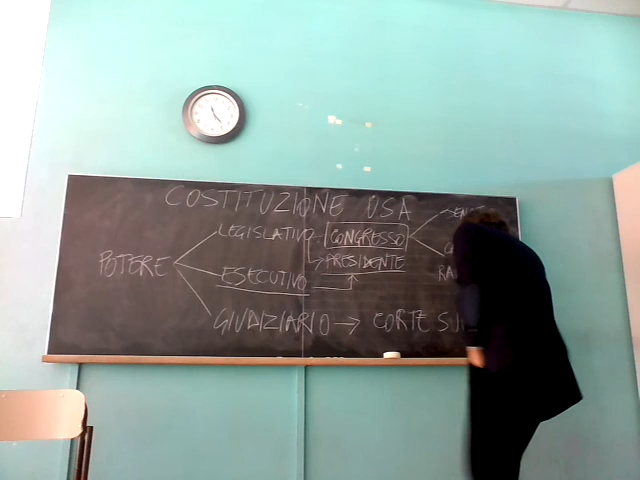 COSTITUZIONE USA
LEGISLATIVO CONGRESSO
PRESIDENTE
POTERE
ESECUTIVO
GIUDIZIARIO → CORTE